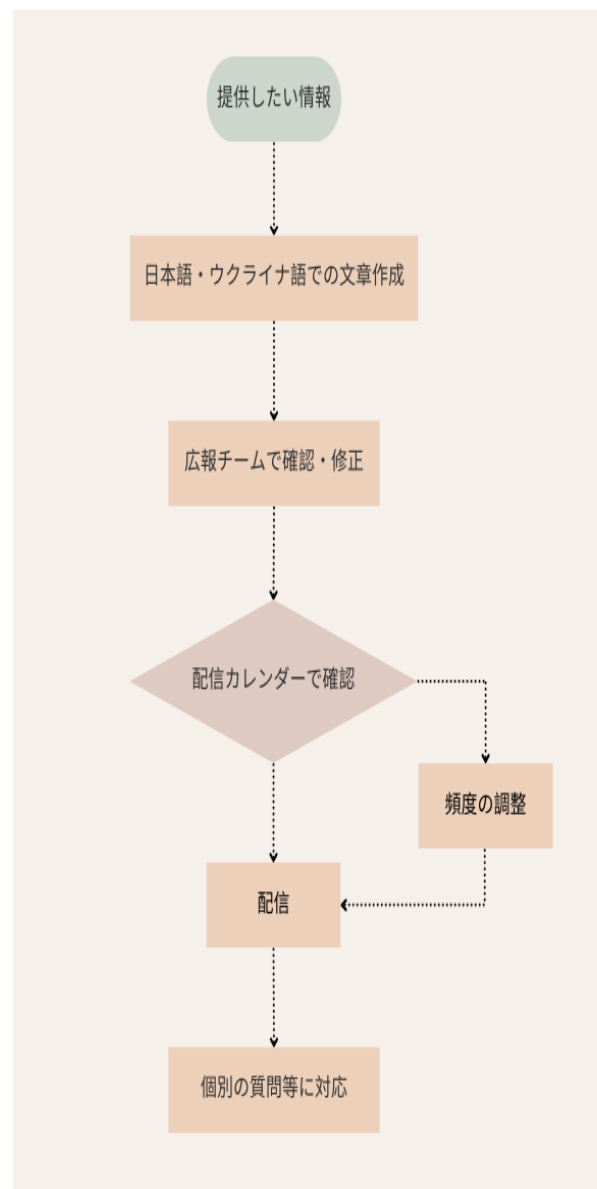 提供したい情報
日本語・ウクライナ語での文章作成
広報チームで確認・修正
配信カレンダーで確認
頻度の調整
配信
個別の質問等に対応